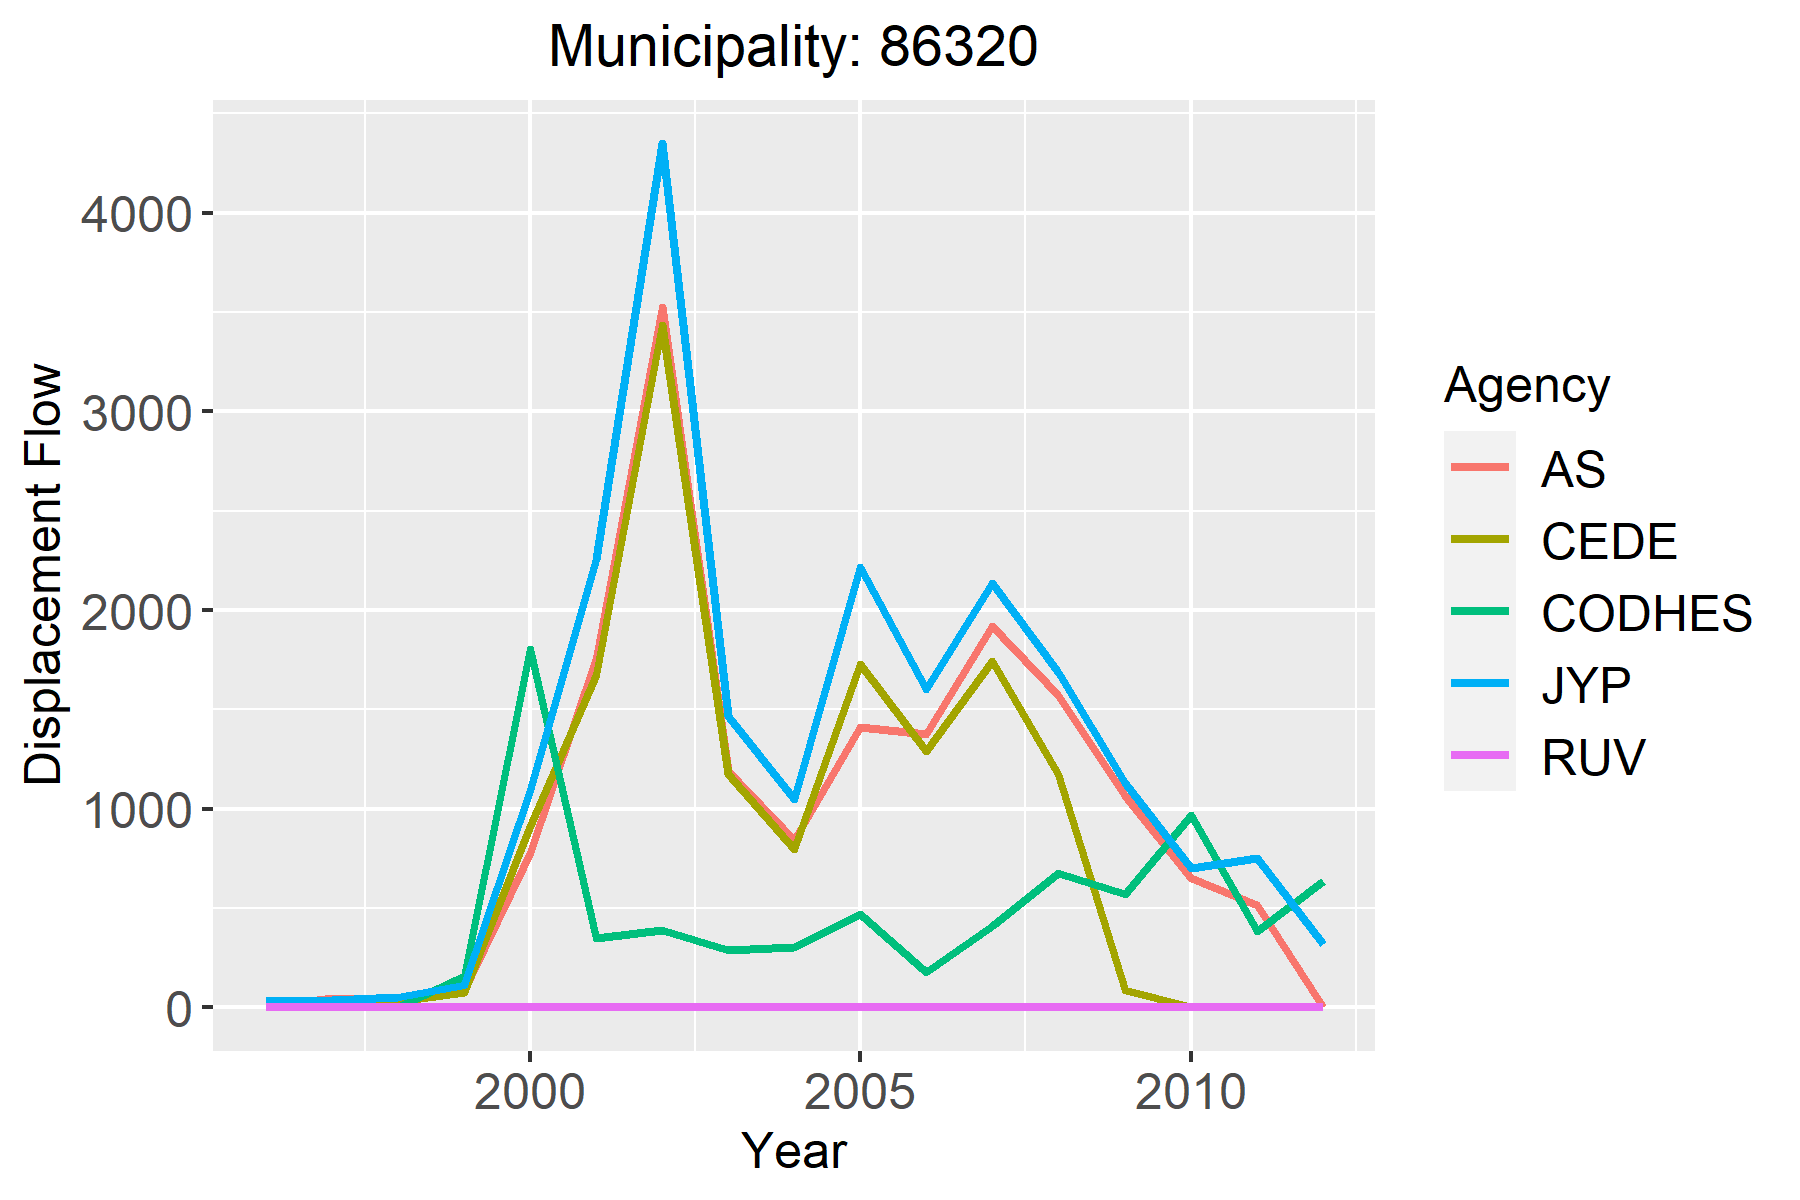 Municipality: 86320
Displacement Flow
4000
3000
2000
1000
0
2000 2005 2010
Year
Agency
AS
CEDE
CODHES
JYP
RUV